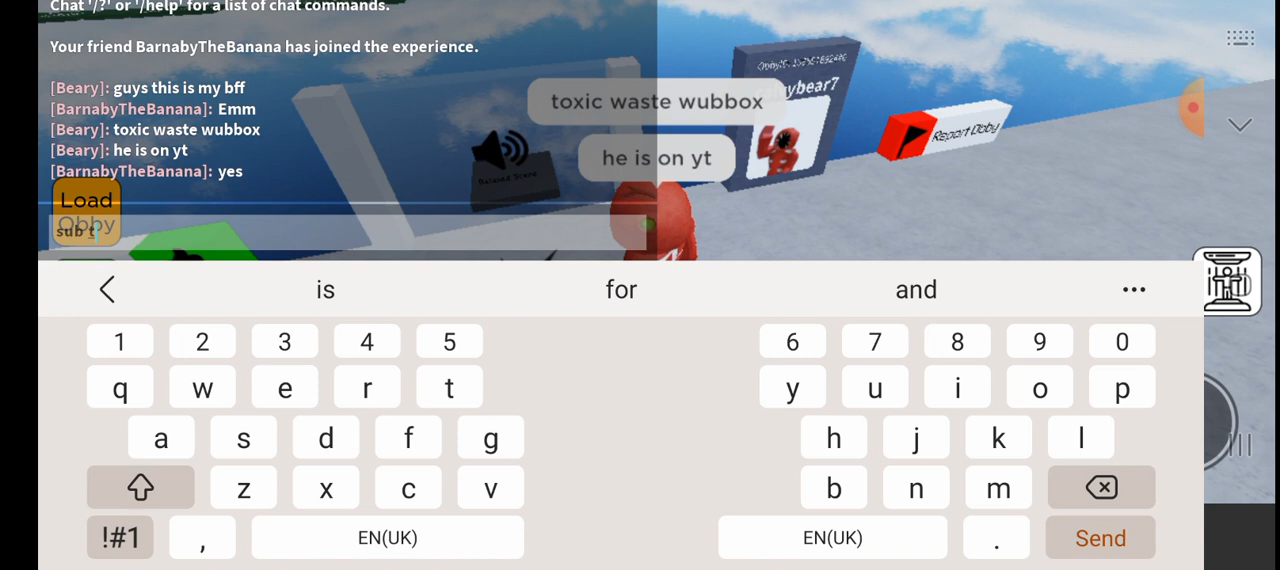 Chat '/?' or '/help' for a list of chat commands.
Your friend BarnabyTheBanana has joined the experience.
[Beary]: guys this is my bff
[BarnabyTheBanana]: Emm
[Beary]: toxic waste wubbox
[Beary]: he is on yt
[BarnabyTheBanana]: yes
Load
Obby
sub t
toxic waste wubbox
he is on yt
Report Obby
is for and
1 2 3 4 5 6 7 8 9 0
q w e r t y u i o p
a s d f g h j k l
z x c v b n m
!#1 , EN(UK) EN(UK) . Send